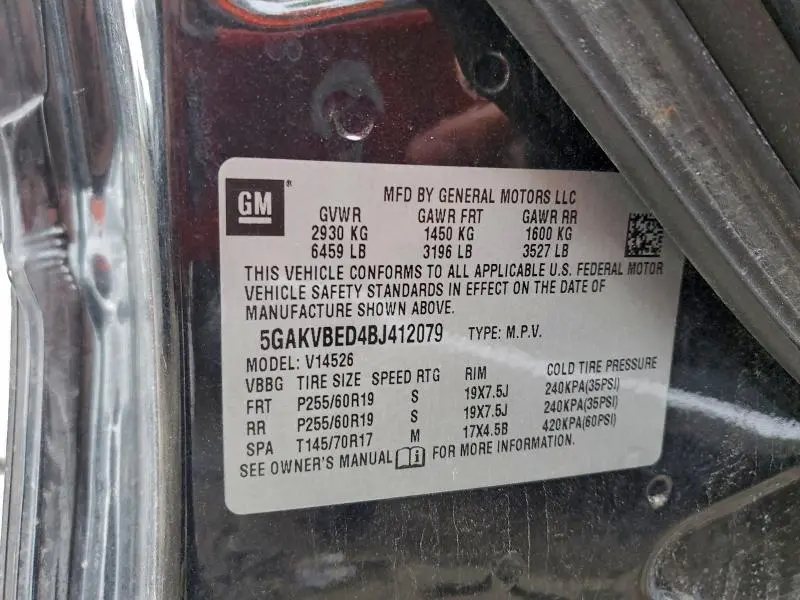 GM®
MFD BY GENERAL MOTORS LLC
GVWR GAWR FRT GAWR RR
2930 KG 1450 KG 1600 KG
6459 LB 3196 LB 3527 LB
THIS VEHICLE CONFORMS TO ALL APPLICABLE U.S. FEDERAL MOTOR
VEHICLE SAFETY STANDARDS IN EFFECT ON THE DATE OF
MANUFACTURE SHOWN ABOVE.
5GAKVBED4BJ412079 TYPE: M.P.V.
MODEL: V14526
VBBG TIRE SIZE SPEED RTG RIM COLD TIRE PRESSURE
FRT P255/60R19 S 19X7.5J 240KPA(35PSI)
RR P255/60R19 S 19X7.5J 240KPA(35PSI)
SPA T145/70R17 M 17X4.5B 420KPA(60PSI)
SEE OWNER'S MANUAL FOR MORE INFORMATION.